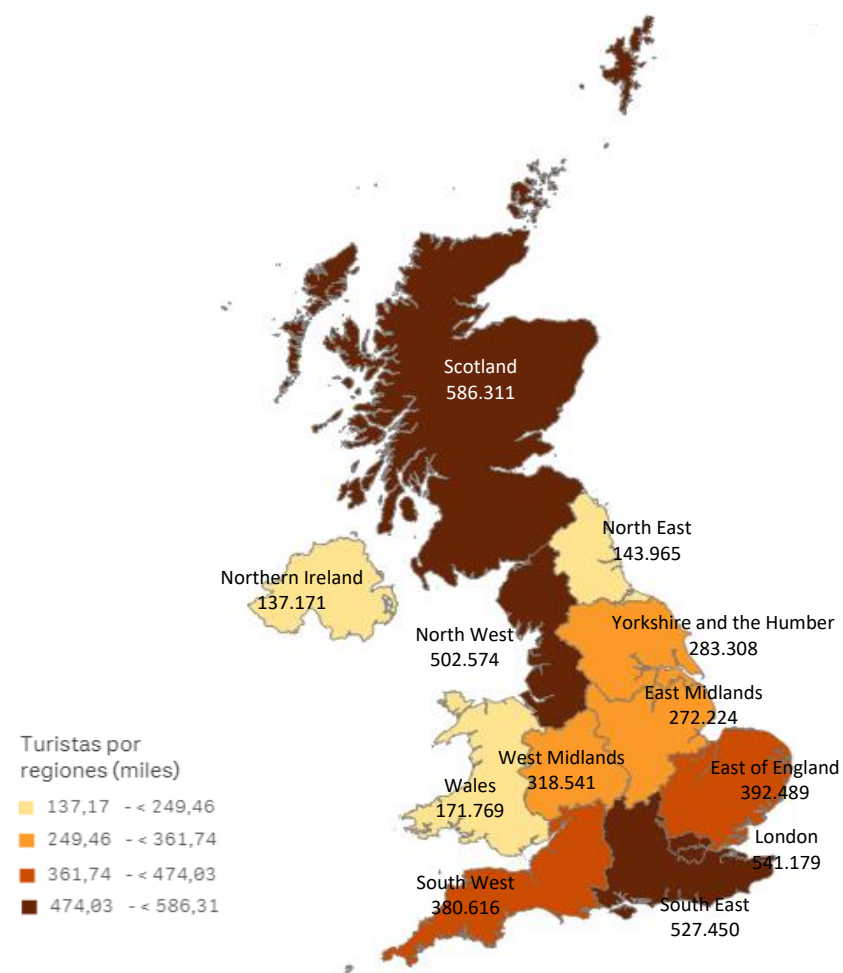 Scotland
586.311
North East
143.965
Northern Ireland
137.171
Yorkshire and the Humber
283.308
North West
502.574
East Midlands
272.224
West Midlands
318.541
East of England
392.489
Wales
171.769
London
541.179
South West
380.616
South East
527.450
Turistas por
regiones (miles)
137,17 - < 249,46
249,46 - < 361,74
361,74 - < 474,03
474,03 - < 586,31